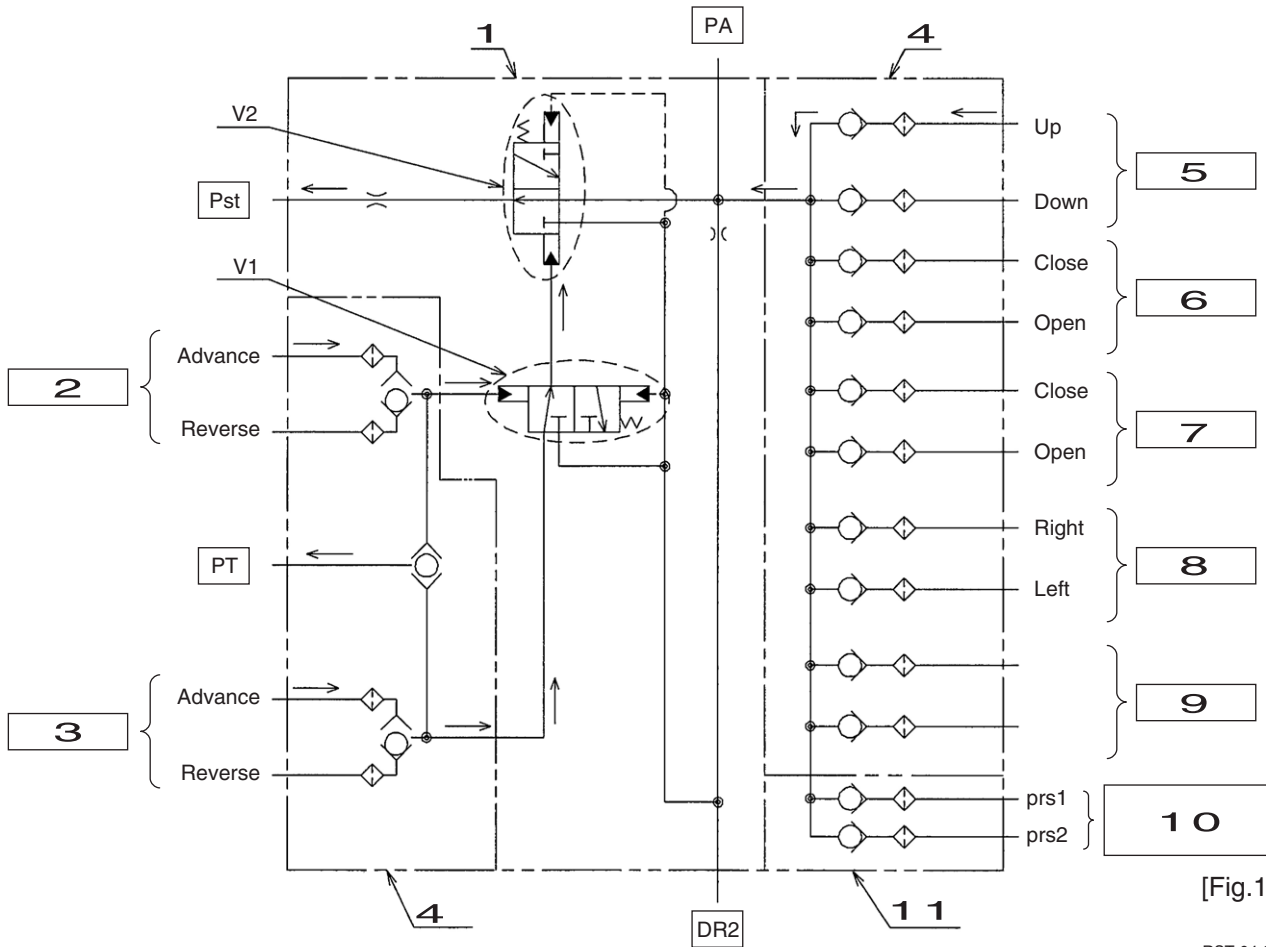 1
PA
4
V2
Up
5
Pst
Down
V1
Close
6
Open
Advance
2
Close
Reverse
7
Open
Right
PT
8
Left
Advance
9
3
Reverse
prs1
10
prs2
[Fig.1
4
DR2
11